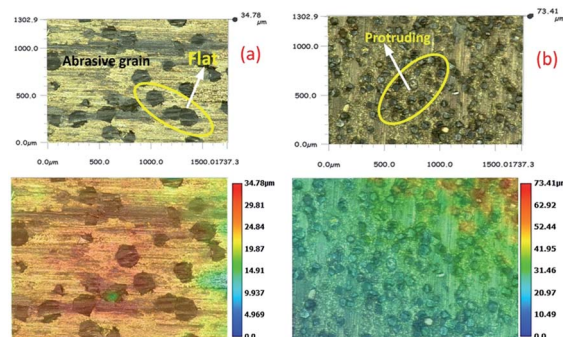 1302.9
34.78
µm
1000.0
Abrasive grain
Flat
(a)
500.0
0.0µm
0.0µm
500.0
1000.0
1500.01737.3
1302.9
73.41
µm
Protruding
(b)
1000.0
500.0
0.0µm
0.0µm
500.0
1000.0
1500.01737.3
34.78µm
29.81
24.84
19.87
14.91
9.937
4.969
0.0
73.41µm
62.92
52.44
41.95
31.46
20.97
10.49
0.0